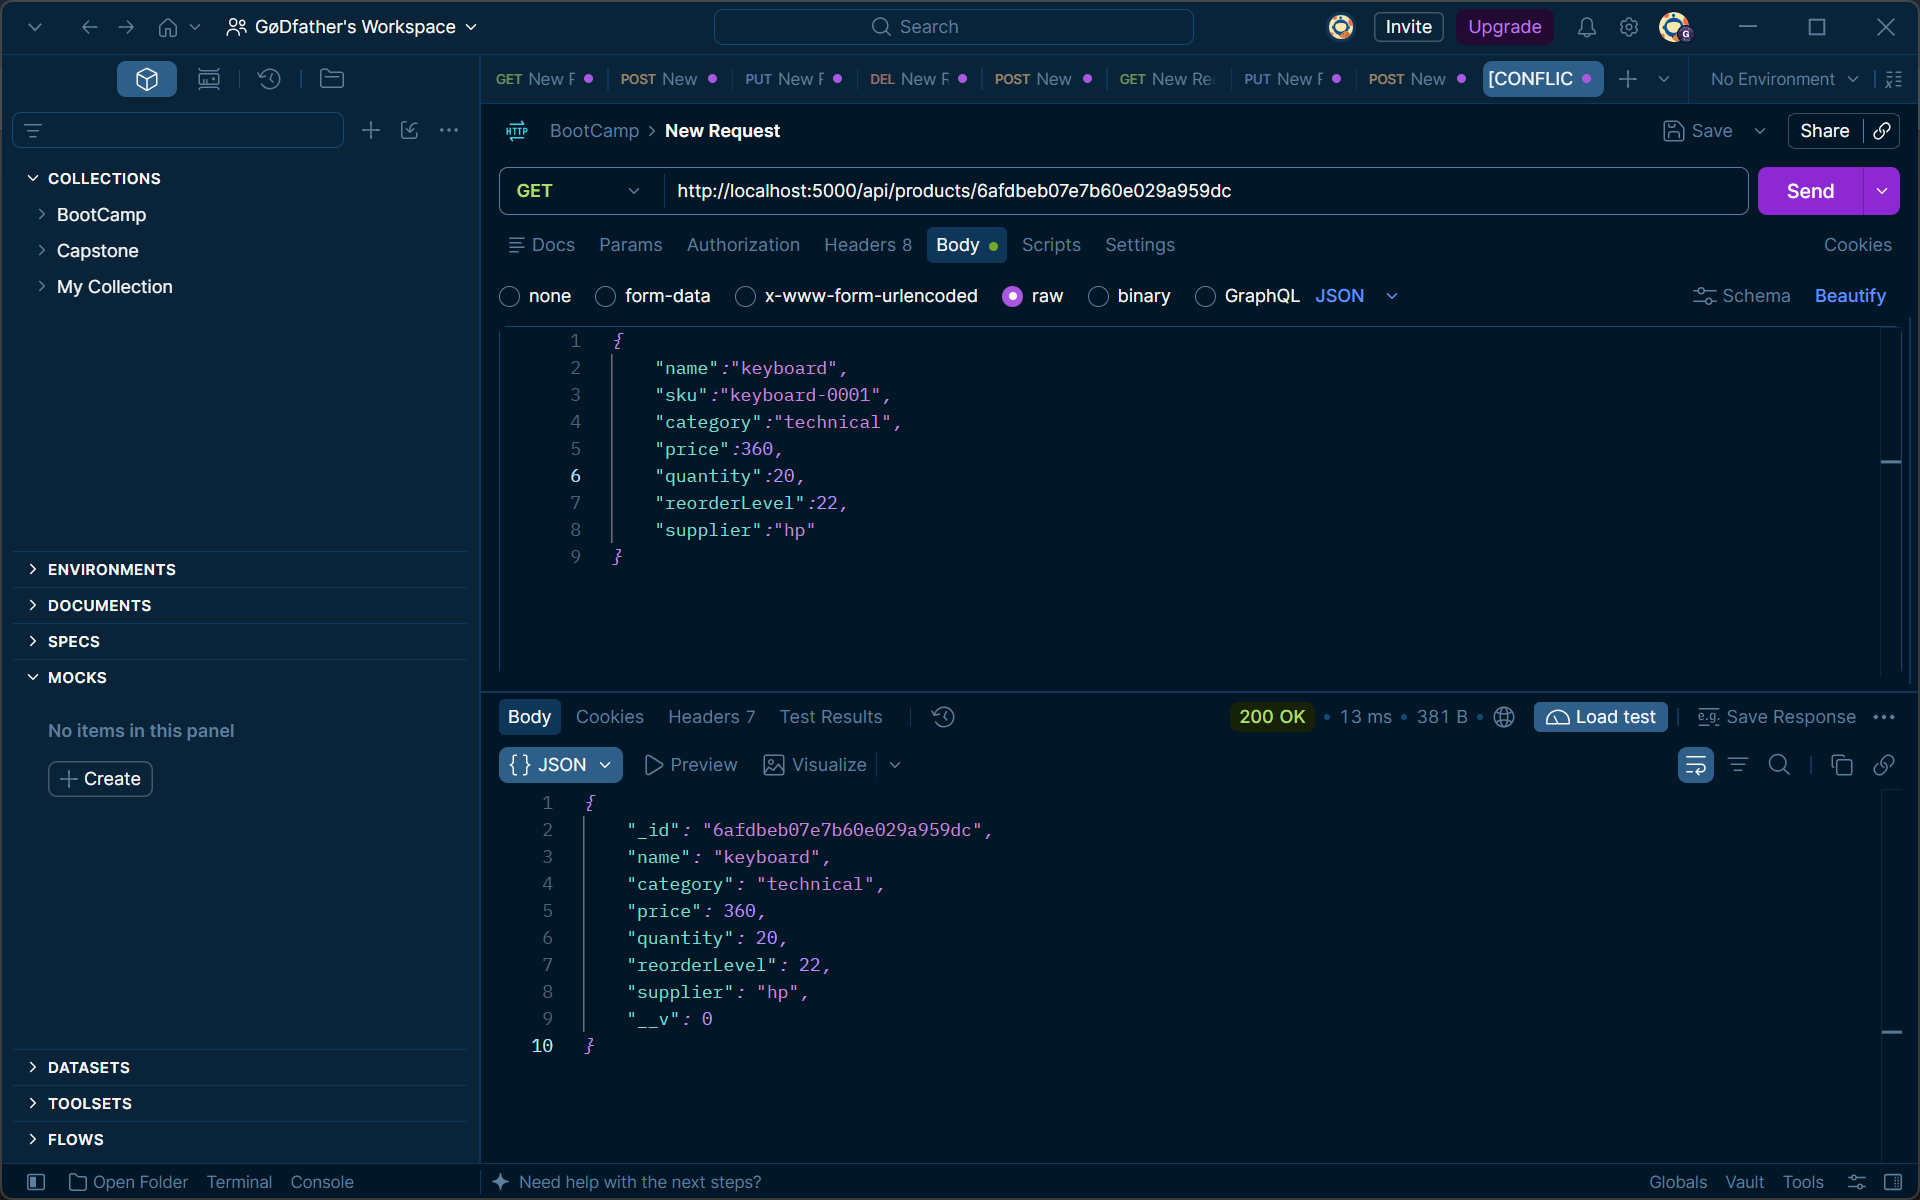 GøDfather's Workspace
Search
Invite
Upgrade
GET New F
POST New
PUT New F
DEL New R
POST New
GET New Rec
PUT New F
POST New
[CONFLIC
No Environment
HTTP BootCamp > New Request
Save
Share
GET
http://localhost:5000/api/products/6afdbeb07e7b60e029a959dc
Send
Docs Params Authorization Headers 8 Body Scripts Settings Cookies
none form-data x-www-form-urlencoded raw binary GraphQL JSON Schema Beautify
1 {
2 "name":"keyboard",
3 "sku":"keyboard-0001",
4 "category":"technical",
5 "price":360,
6 "quantity":20,
7 "reorderLevel":22,
8 "supplier":"hp"
9 }
COLLECTIONS
BootCamp
Capstone
My Collection
ENVIRONMENTS
DOCUMENTS
SPECS
MOCKS
No items in this panel
Create
DATASETS
TOOLSETS
FLOWS
Body Cookies Headers 7 Test Results
200 OK • 13 ms • 381 B •
Load test
e.g. Save Response
{} JSON Preview Visualize
1 {
2 "_id": "6afdbeb07e7b60e029a959dc",
3 "name": "keyboard",
4 "category": "technical",
5 "price": 360,
6 "quantity": 20,
7 "reorderLevel": 22,
8 "supplier": "hp",
9 "__v": 0
10 }
Open Folder Terminal Console
Need help with the next steps?
Globals Vault Tools